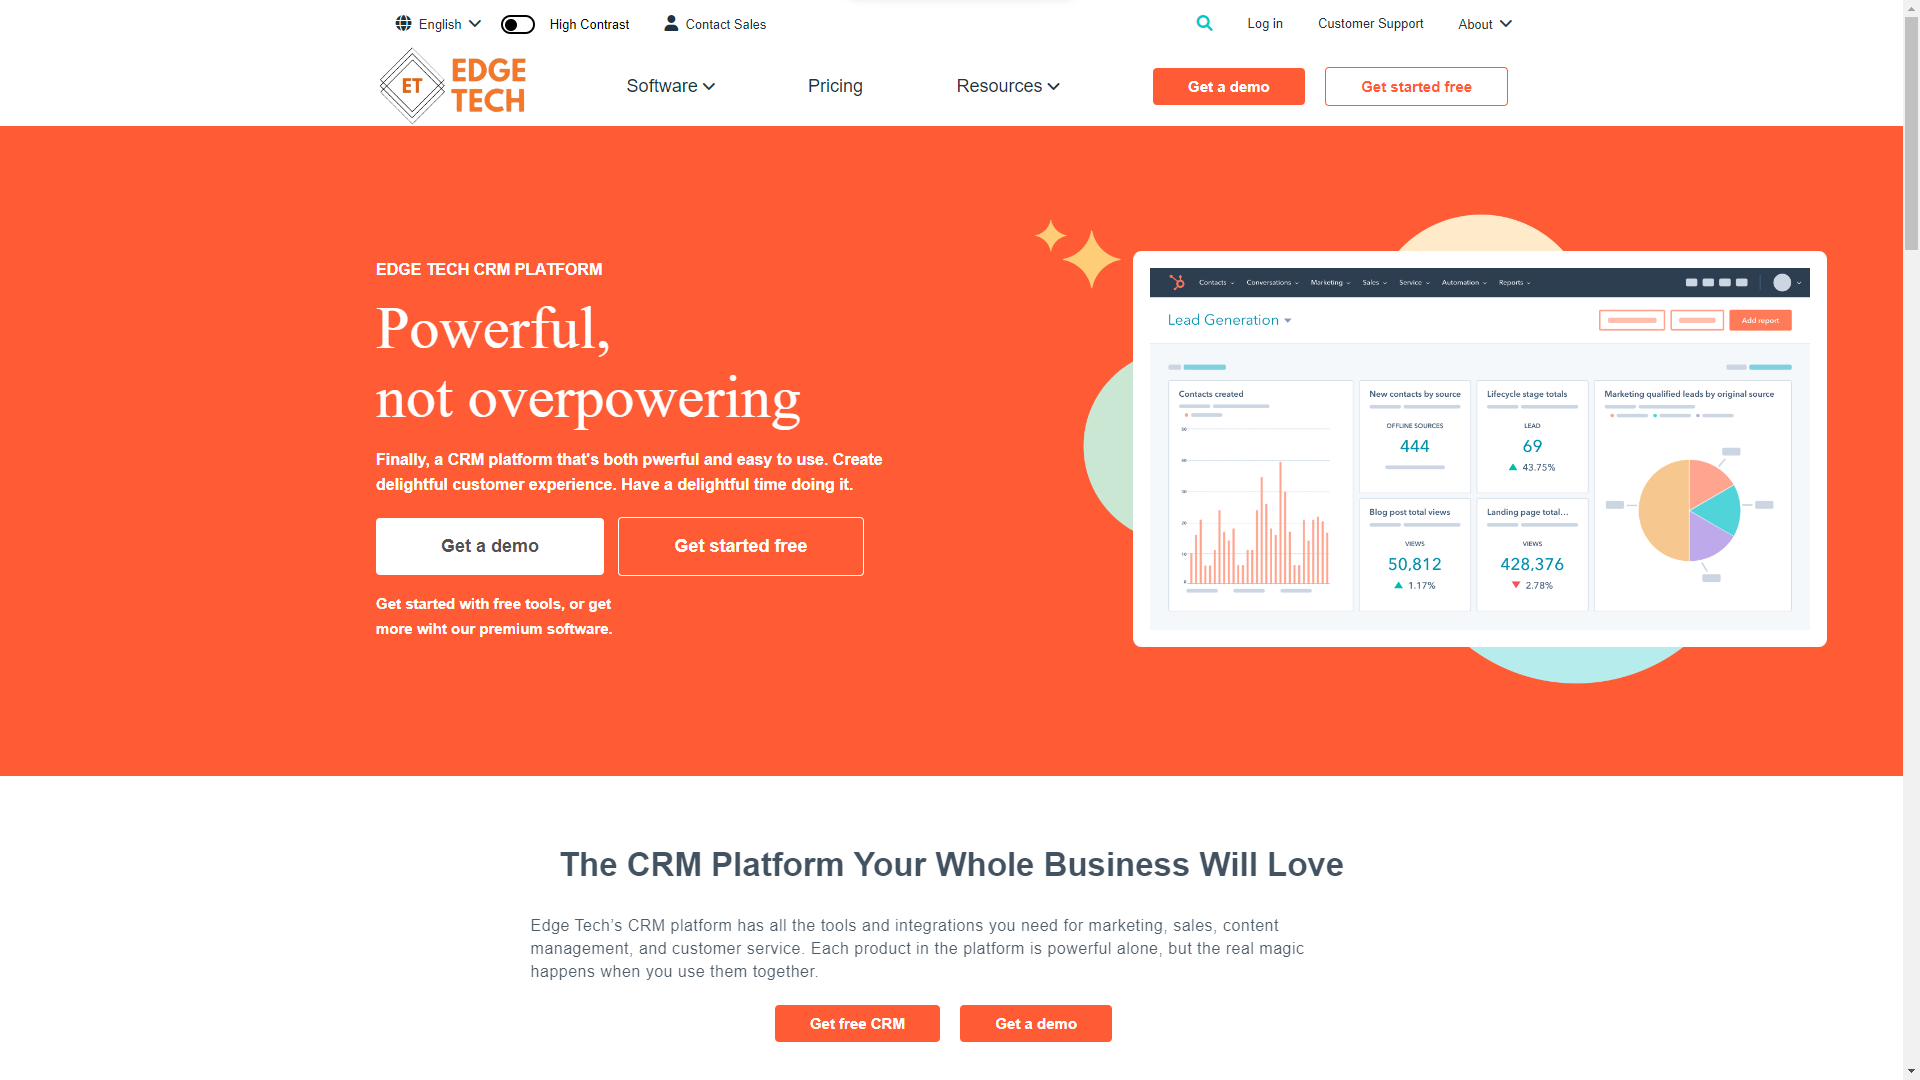 English
High Contrast
Contact Sales
Log in
Customer Support
About
ET
EDGE
TECH
Software
Pricing
Resources
Get a demo
Get started free
EDGE TECH CRM PLATFORM
Powerful,
not overpowering
Finally, a CRM platform that's both pwerful and easy to use. Create
delightful customer experience. Have a delightful time doing it.
Get a demo
Get started free
Get started with free tools, or get
more wiht our premium software.
Contacts
Conversations
Marketing
Sales
Service
Automation
Reports
Lead Generation
Add report
Contacts created
50
40
30
20
10
0
New contacts by source
OFFLINE SOURCES
444
Lifecycle stage totals
LEAD
69
43.75%
Blog post total views
VIEWS
50,812
1.17%
Landing page total...
VIEWS
428,376
2.78%
Marketing qualified leads by original source
The CRM Platform Your Whole Business Will Love
Edge Tech’s CRM platform has all the tools and integrations you need for marketing, sales, content
management, and customer service. Each product in the platform is powerful alone, but the real magic
happens when you use them together.
Get free CRM
Get a demo